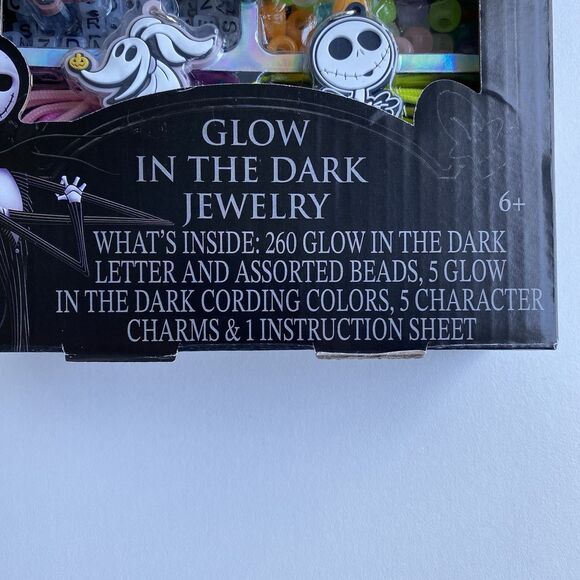 GLOW
IN THE DARK
JEWELRY
6+
WHAT'S INSIDE: 260 GLOW IN THE DARK
LETTER AND ASSORTED BEADS, 5 GLOW
IN THE DARK CORDING COLORS, 5 CHARACTER
CHARMS & 1 INSTRUCTION SHEET